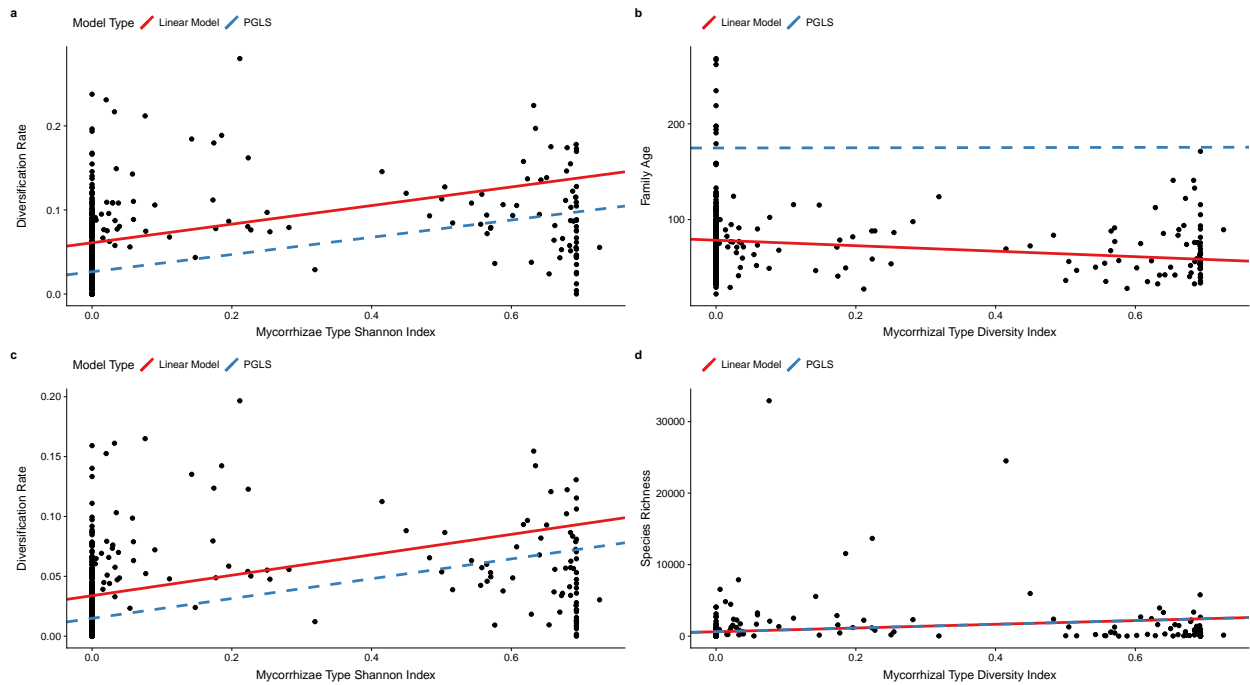 a
Model Type Linear Model PGLS
Diversification Rate
0.2
0.1
0.0
0.0 0.2 0.4 0.6
Mycorrhizae Type Shannon Index
b
Linear Model PGLS
Family Age
200
100
0.0 0.2 0.4 0.6
Mycorrhizal Type Diversity Index
c
Model Type Linear Model PGLS
Diversification Rate
0.20
0.15
0.10
0.05
0.00
0.0 0.2 0.4 0.6
Mycorrhizae Type Shannon Index
d
Linear Model PGLS
Species Richness
30000
20000
10000
0
0.0 0.2 0.4 0.6
Mycorrhizal Type Diversity Index